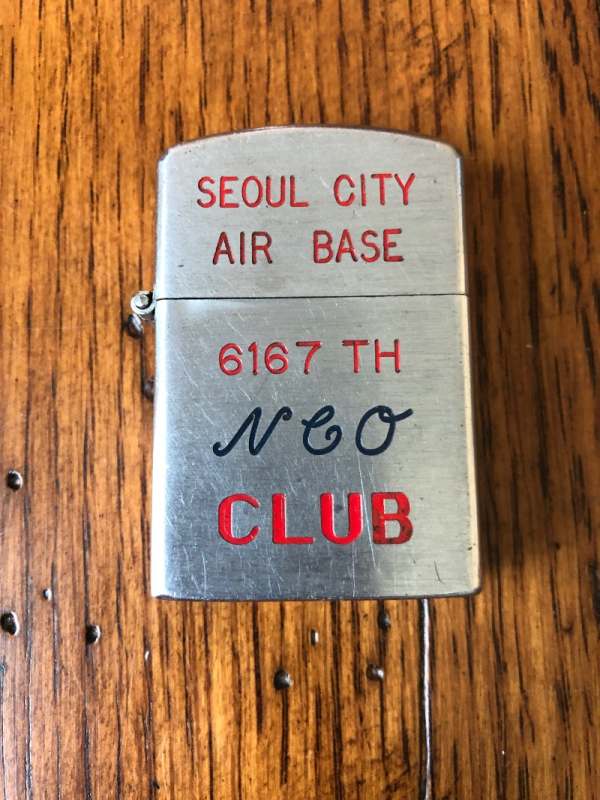 SEOUL CITY
AIR BASE
6167 TH
NCO
CLUB